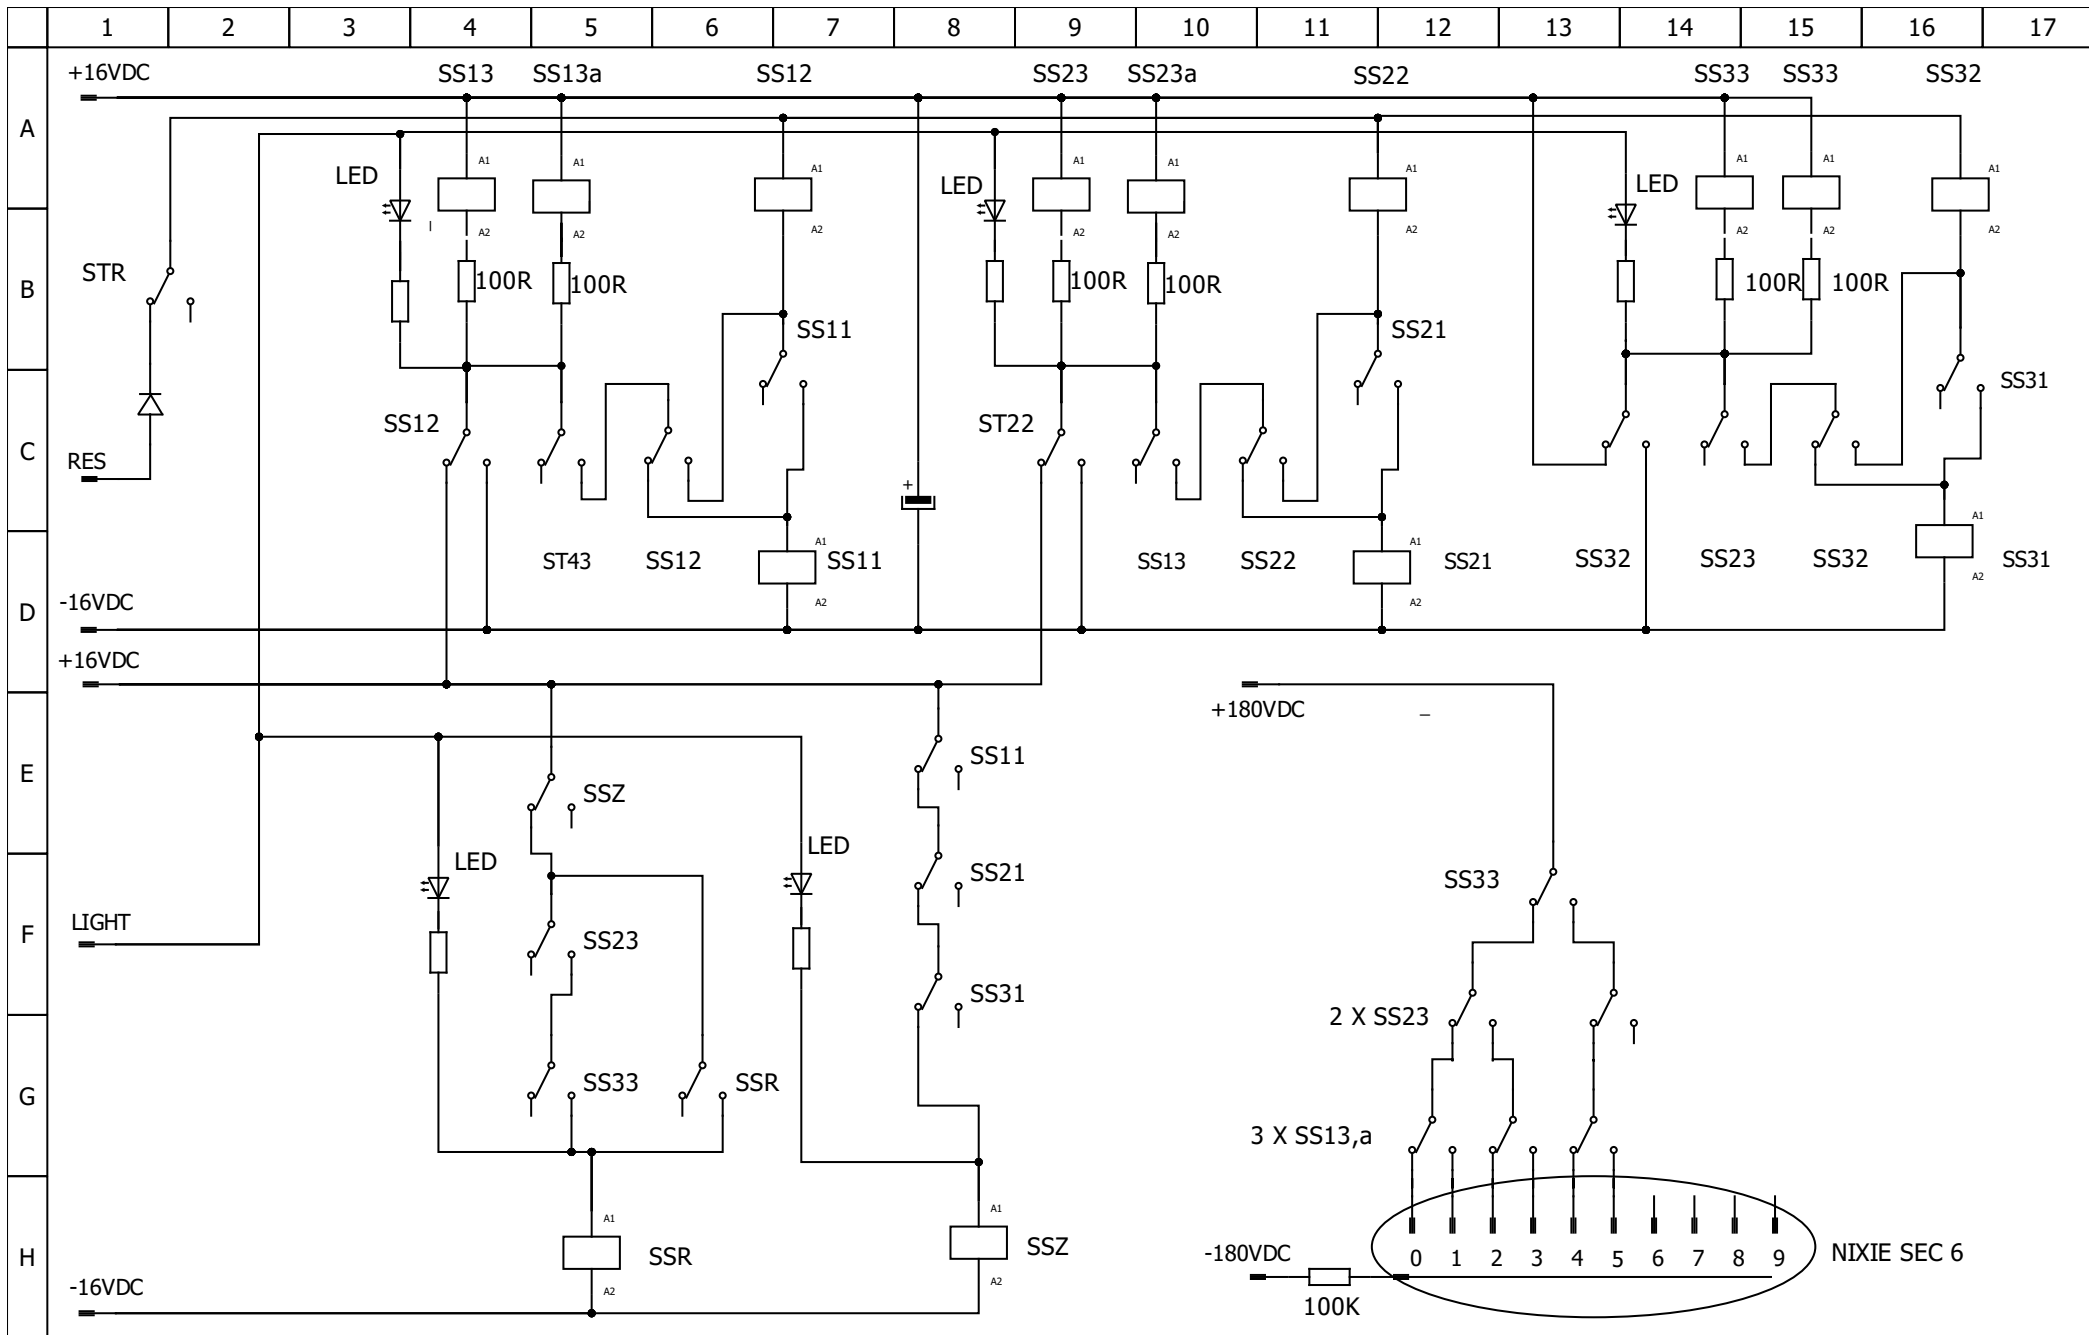 1 2 3 4 5 6 7 8 9 10 11 12 13 14 15 16 17
+16VDC SS13 SS13a SS12 SS23 SS23a SS22 SS33 SS33 SS32
A
A1 A1 A1 A1 A1 A1 A1 A1 A1
LED LED LED
A2 A2 A2 A2 A2 A2 A2 A2 A2
B
STR 100R 100R 100R 100R 100R 100R
SS11 SS21
SS31
SS12 ST22
C
RES
+
A1 A1 A1
ST43 SS12 SS11 SS13 SS22 SS21 SS32 SS23 SS32 SS31
A2 A2 A2
-16VDC
D
+16VDC
+180VDC –
SS11
E
SSZ
LED LED
SS21 SS33
LIGHT
F
SS23
SS31
2 X SS23
SS33 SSR
G
3 X SS13,a
A1 A1
-180VDC 0 1 2 3 4 5 6 7 8 9 NIXIE SEC 6
H
SSR SSZ
A2 A2
-16VDC
100K